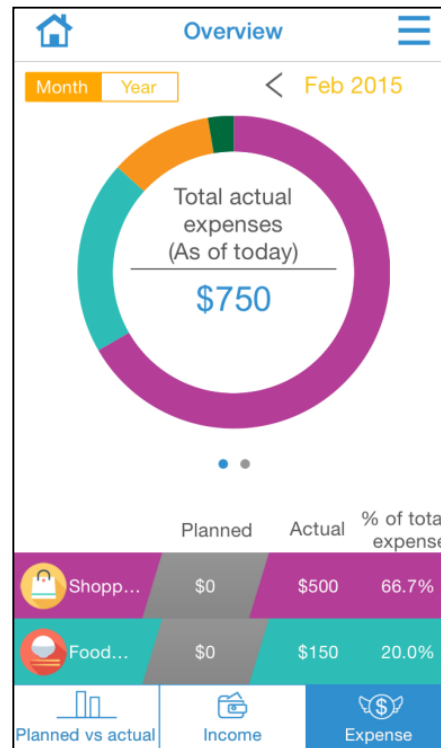 Overview
Month Year Feb 2015
Total actual
expenses
(As of today)
$750
Planned Actual % of tota
expense
Shopp... $0 $500 66.7%
Food... $0 $150 20.0%
Planned vs actual Income Expense